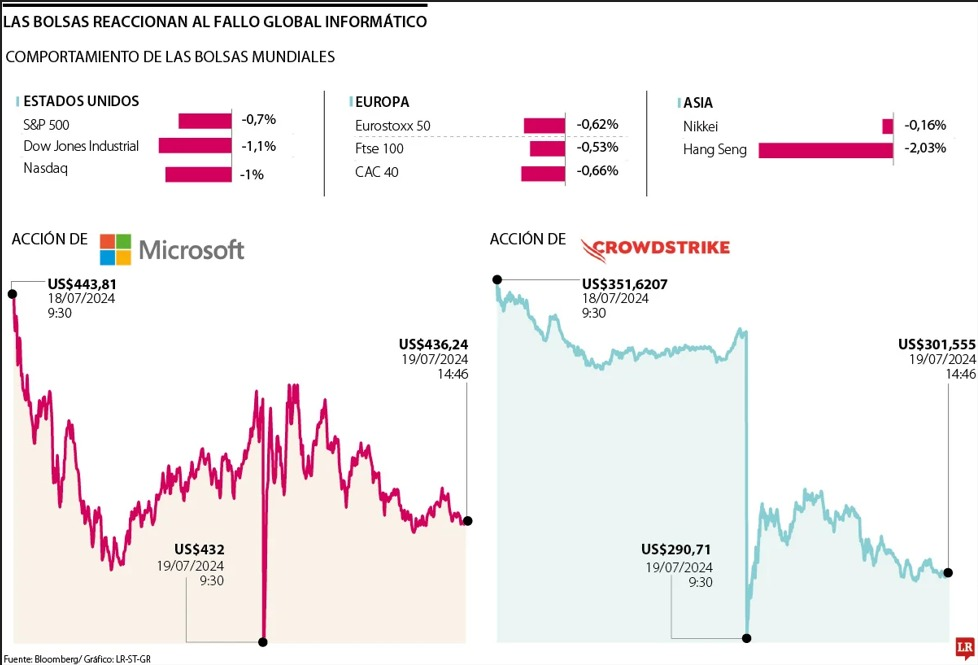 LAS BOLSAS REACCIONAN AL FALLO GLOBAL INFORMÁTICO
COMPORTAMIENTO DE LAS BOLSAS MUNDIALES
ESTADOS UNIDOS
S&P 500 -0,7%
Dow Jones Industrial -1,1%
Nasdaq -1%
EUROPA
Eurostoxx 50 -0,62%
Ftse 100 -0,53%
CAC 40 -0,66%
ASIA
Nikkei -0,16%
Hang Seng -2,03%
ACCIÓN DE Microsoft
US$443,81
18/07/2024
9:30
US$436,24
19/07/2024
14:46
US$432
19/07/2024
9:30
ACCIÓN DE CROWDSTRIKE
US$351,6207
18/07/2024
9:30
US$301,555
19/07/2024
14:46
US$290,71
19/07/2024
9:30
Fuente: Bloomberg/ Gráfico: LR-ST-GR
LR